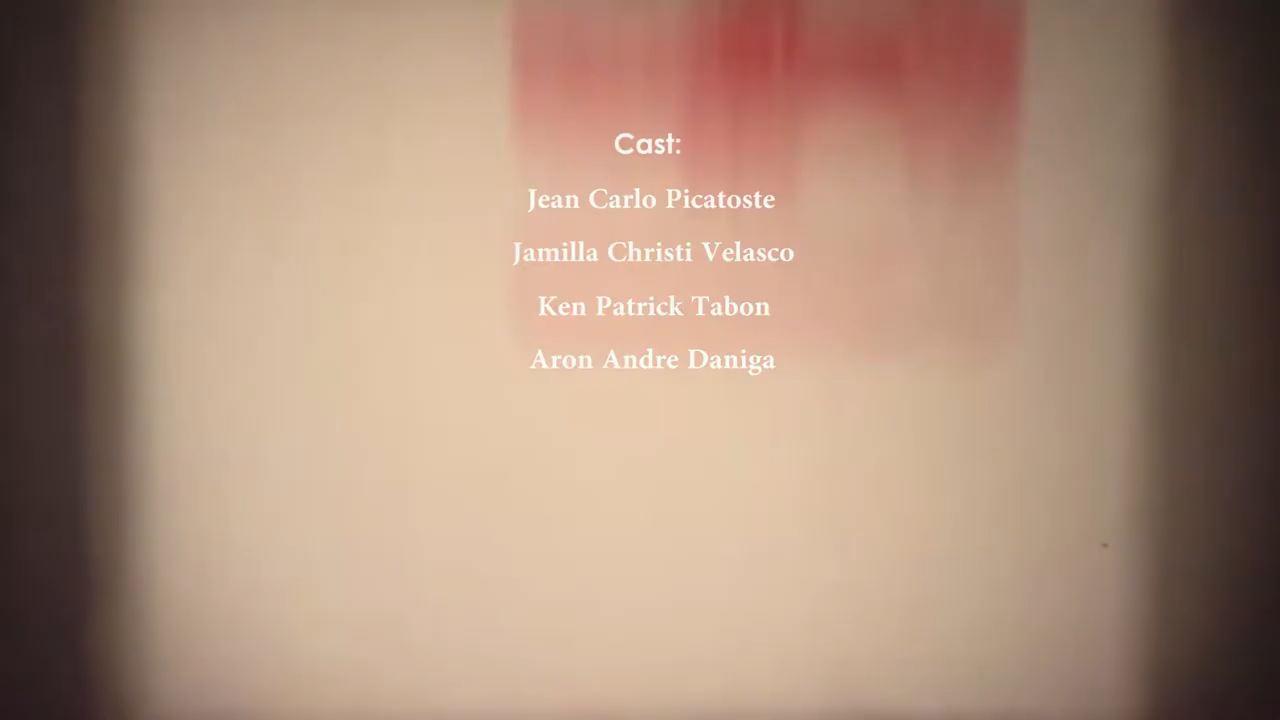 Cast:
Jean Carlo Picatoste
Jamilla Christi Velasco
Ken Patrick Tabon
Aron Andre Daniga